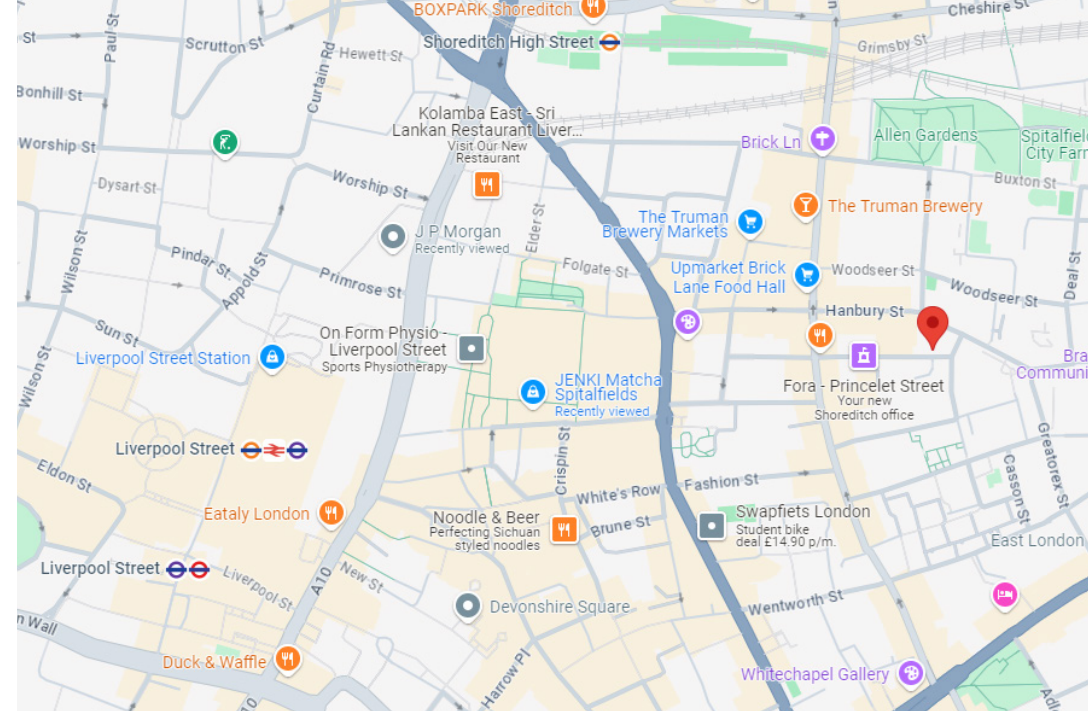 BOXPARK Shoreditch
Cheshire St
St
Paul St
Scrutton St
Hewett St
Shoreditch High Street
Grimsby St
Curtain Rd
Bonhill St
Kolamba East - Sri
Lankan Restaurant Liver...
Visit Our New
Restaurant
Brick Ln
Allen Gardens
Spitalfield
City Farm
Worship St
Worship St
Dysart St
Buxton St
The Truman Brewery
The Truman
Brewery Markets
J P Morgan
Recently viewed
Elder St
Wilson St
Pindar St
Appold St
Primrose St
Folgate St
Upmarket Brick
Lane Food Hall
Woodseer St
Woodseer St
Deal St
Hanbury St
Sun St
On Form Physio -
Liverpool Street
Sports Physiotherapy
Liverpool Street Station
Wilson St
JENKI Matcha
Spitalfields
Recently viewed
Fora - Princelet Street
Your new
Shoreditch office
Bra
Communi
Liverpool Street
Crispin St
Greatorex St
Casson St
Eldon St
Fashion St
White's Row
Eataly London
Noodle & Beer
Perfecting Sichuan
styled noodles
Brune St
Swapfiets London
Student bike
deal £14.90 p/m.
East London
Liverpool Street
Liverpool St
A10
New St
Devonshire Square
Wentworth St
n Wall
Duck & Waffle
Harrow Pl
Whitechapel Gallery
A10